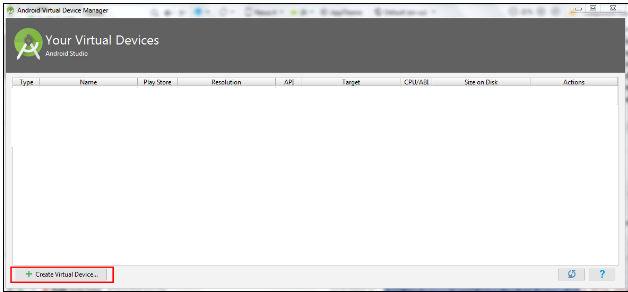 Android Virtual Device Manager
Your Virtual Devices
Android Studio
Type Name Play Store Resolution API Target CPU/ABI Size on Disk Actions
+ Create Virtual Device...
?